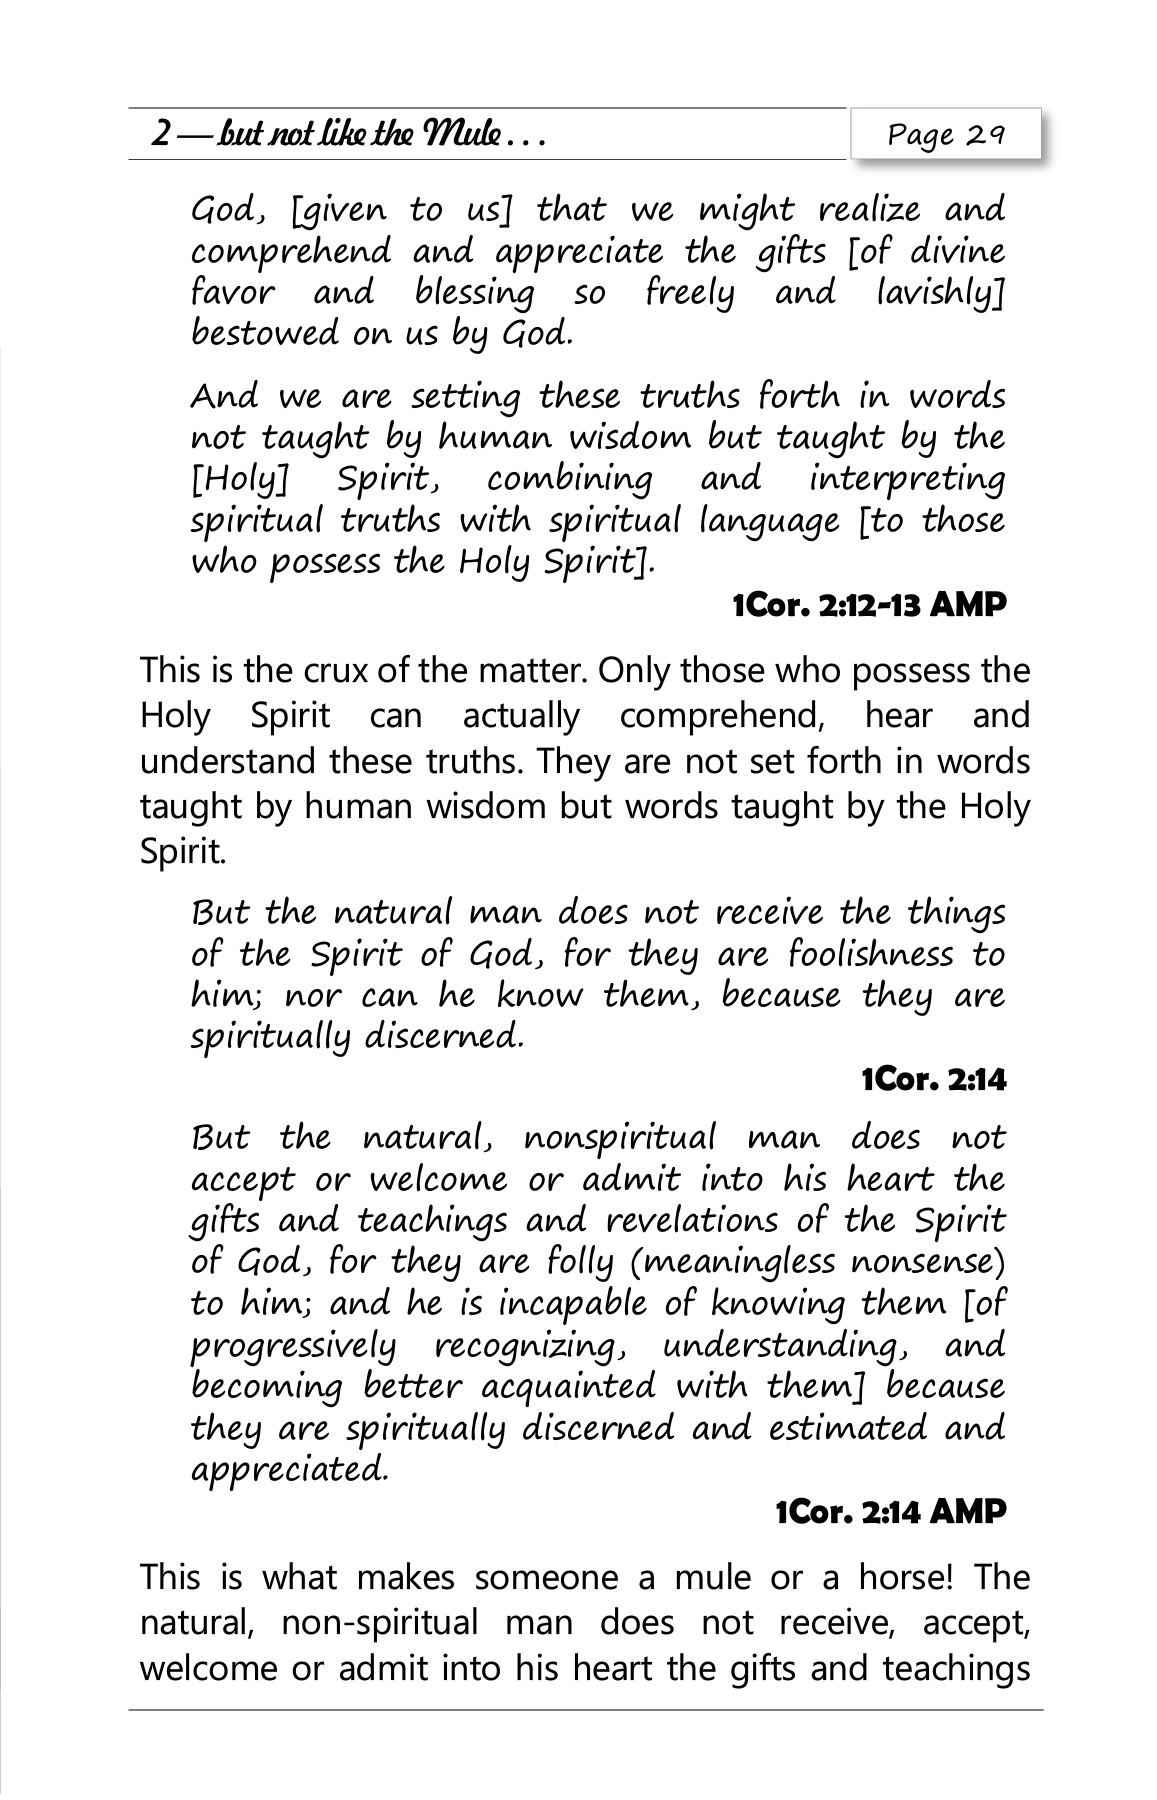 2 — but not like the Mule . . .
Page 29
God, [given to us] that we might realize and
comprehend and appreciate the gifts [of divine
favor and blessing so freely and lavishly]
bestowed on us by God.
And we are setting these truths forth in words
not taught by human wisdom but taught by the
[Holy] Spirit, combining and interpreting
spiritual truths with spiritual language [to those
who possess the Holy Spirit].
1Cor. 2:12-13 AMP
This is the crux of the matter. Only those who possess the
Holy Spirit can actually comprehend, hear and
understand these truths. They are not set forth in words
taught by human wisdom but words taught by the Holy
Spirit.
But the natural man does not receive the things
of the Spirit of God, for they are foolishness to
him; nor can he know them, because they are
spiritually discerned.
1Cor. 2:14
But the natural, nonspiritual man does not
accept or welcome or admit into his heart the
gifts and teachings and revelations of the Spirit
of God, for they are folly (meaningless nonsense)
to him; and he is incapable of knowing them [of
progressively recognizing, understanding, and
becoming better acquainted with them] because
they are spiritually discerned and estimated and
appreciated.
1Cor. 2:14 AMP
This is what makes someone a mule or a horse! The
natural, non-spiritual man does not receive, accept,
welcome or admit into his heart the gifts and teachings